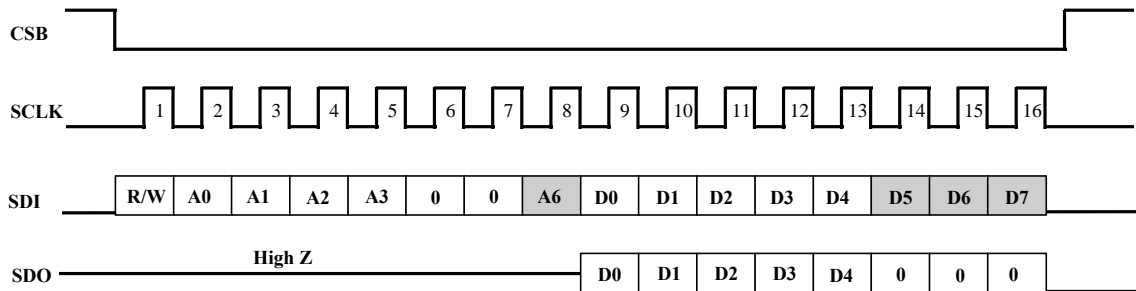 CSB
SCLK 1 2 3 4 5 6 7 8 9 10 11 12 13 14 15 16
SDI R/W A0 A1 A2 A3 0 0 A6 D0 D1 D2 D3 D4 D5 D6 D7
High Z
SDO D0 D1 D2 D3 D4 0 0 0